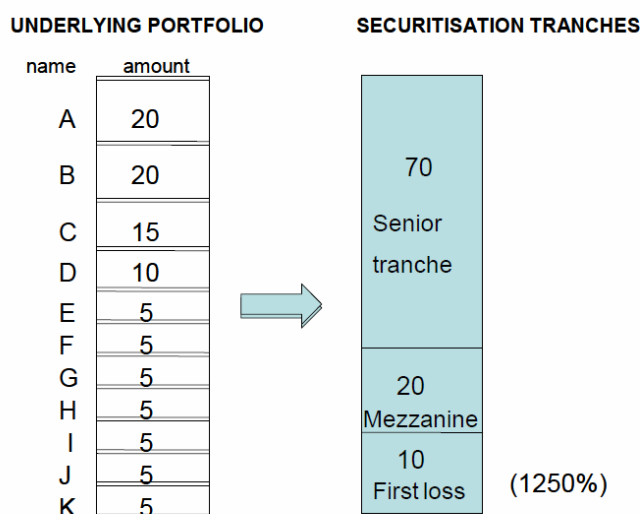 UNDERLYING PORTFOLIO
SECURITISATION TRANCHES
name amount
A 20
B 20
C 15
D 10
E 5
F 5
G 5
H 5
I 5
J 5
K 5
70
Senior
tranche
20
Mezzanine
10
First loss
(1250%)